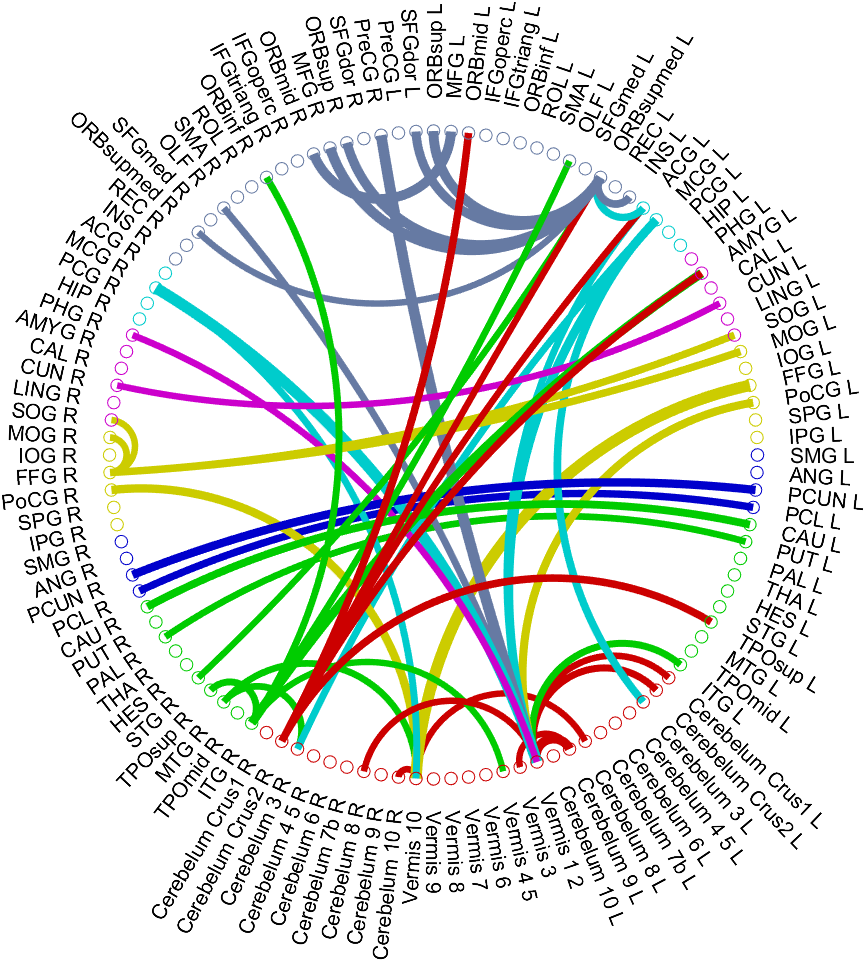 PreCG L
SFGdor L
ORBsup L
MFG L
ORBmid L
IFGoperc L
IFGtriang L
ORBinf L
ROL L
SMA L
OLF L
SFGmed L
ORBsupmed L
REC L
INS L
ACG L
MCG L
PCG L
HIP L
PHG L
AMYG L
CAL L
CUN L
LING L
SOG L
MOG L
IOG L
FFG L
PoCG L
SPG L
IPG L
SMG L
ANG L
PCUN L
PCL L
CAU L
PUT L
PAL L
THA L
HES L
STG L
TPOsup L
MTG L
TPOmid L
ITG L
Cerebelum Crus1 L
Cerebelum Crus2 L
Cerebelum 3 L
Cerebelum 4 5 L
Cerebelum 6 L
Cerebelum 7b L
Cerebelum 8 L
Cerebelum 9 L
Cerebelum 10 L
Vermis 1 2
Vermis 3
Vermis 4 5
Vermis 6
Vermis 7
Vermis 8
Vermis 9
Vermis 10
Cerebelum 10 R
Cerebelum 9 R
Cerebelum 8 R
Cerebelum 7b R
Cerebelum 6 R
Cerebelum 4 5 R
Cerebelum 3 R
Cerebelum Crus2 R
Cerebelum Crus1 R
ITG R
TPOmid R
MTG R
TPOsup R
STG R
HES R
THA R
PAL R
PUT R
CAU R
PCL R
PCUN R
ANG R
SMG R
IPG R
SPG R
PoCG R
FFG R
IOG R
MOG R
SOG R
LING R
CUN R
CAL R
AMYG R
PHG R
HIP R
PCG R
MCG R
ACG R
INS R
REC R
ORBsupmed R
SFGmed R
OLF R
SMA R
ROL R
ORBinf R
IFGtriang R
IFGoperc R
ORBmid R
MFG R
ORBsup R
SFGdor R
PreCG R